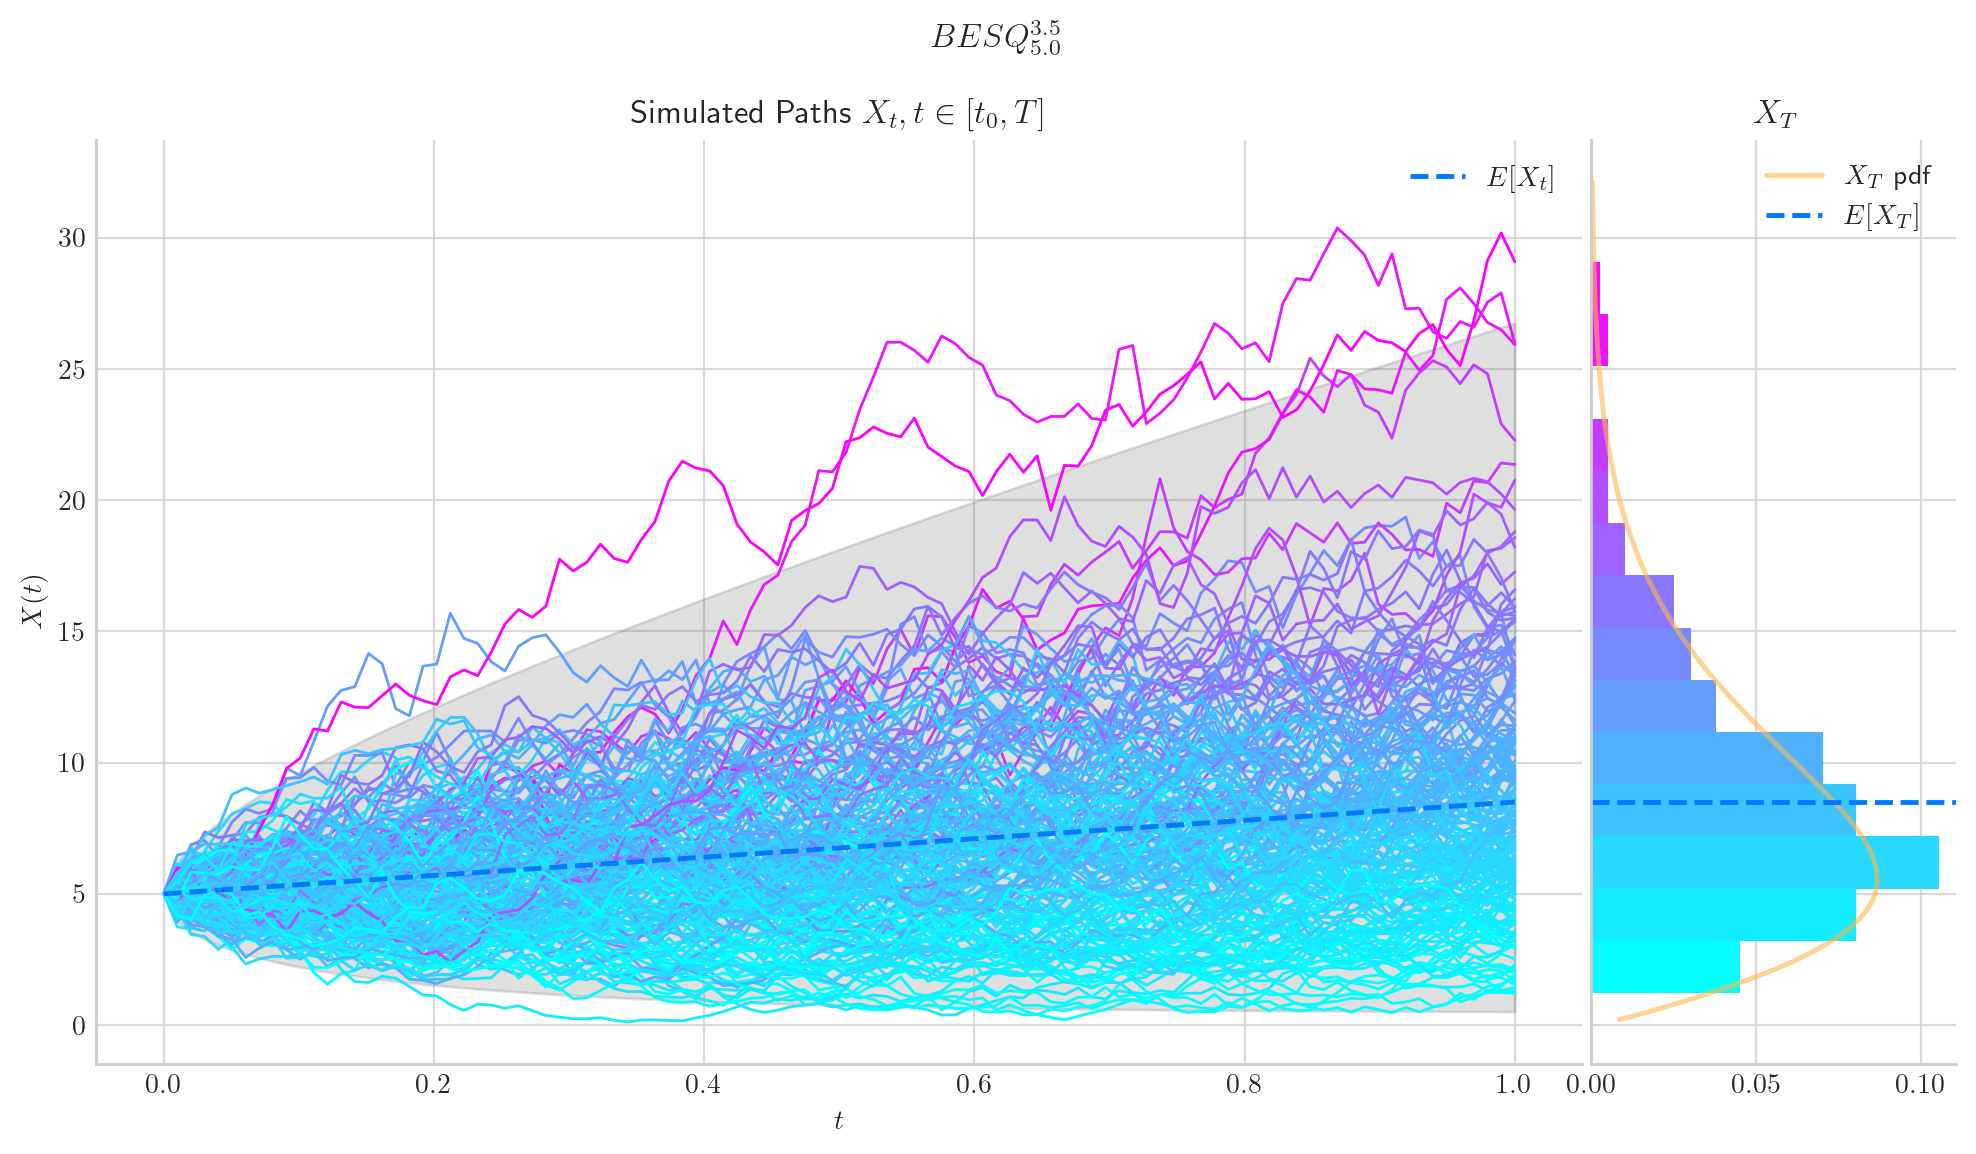 $BESQ_{5.0}^{3.5}$
Simulated Paths $X_t, t \in [t_0, T]$
$X_T$
$E[X_t]$
$X_T$ pdf
$E[X_T]$
$X(t)$
30
25
20
15
10
5
0
0.0 0.2 0.4 0.6 0.8 1.0
0.00 0.05 0.10
$t$